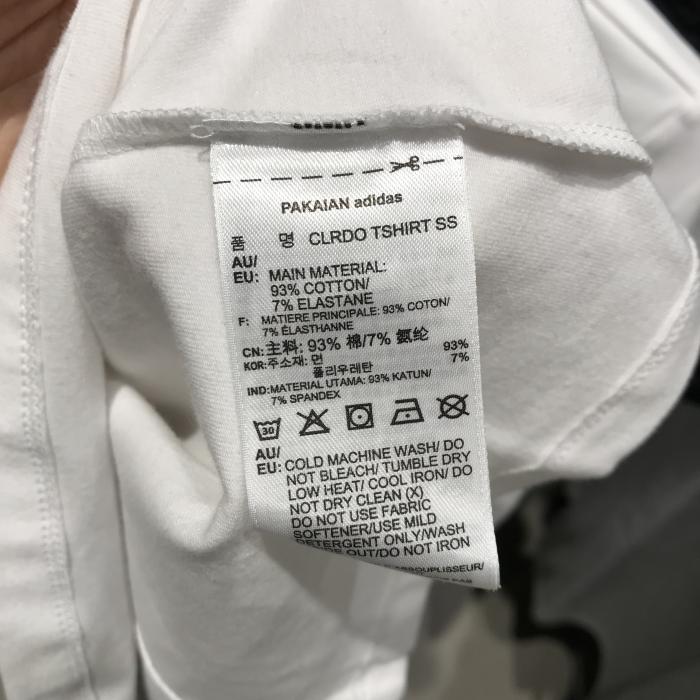 PAKAIAN adidas
품 명 CLRDO TSHIRT SS
AU/
EU: MAIN MATERIAL:
93% COTTON/
7% ELASTANE
F: MATIERE PRINCIPALE: 93% COTON/
7% ÉLASTHANNE
CN: 主料: 93% 棉/7% 氨纶
KOR: 주소재: 면 93%
폴리우레탄 7%
IND: MATERIAL UTAMA: 93% KATUN/
7% SPANDEX
30
AU/
EU: COLD MACHINE WASH/ DO
NOT BLEACH/ TUMBLE DRY
LOW HEAT/ COOL IRON/ DO
NOT DRY CLEAN (X)
DO NOT USE FABRIC
SOFTENER/USE MILD
DETERGENT ONLY/WASH
OUT/DO NOT IRON